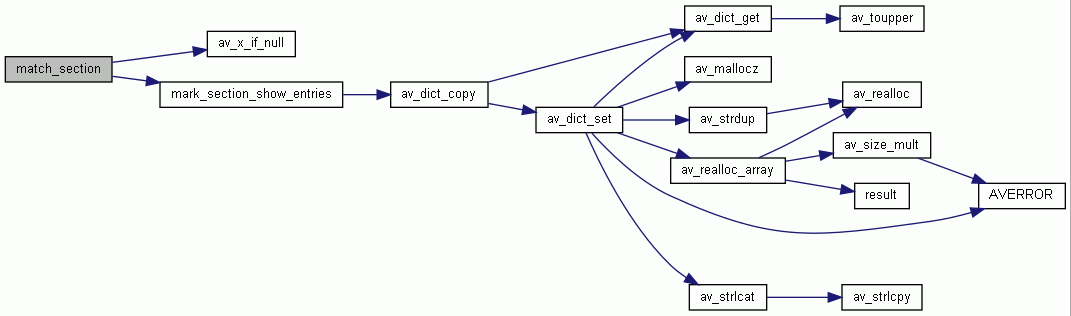 match_section
av_x_if_null
mark_section_show_entries
av_dict_copy
av_dict_set
av_dict_get
av_toupper
av_mallocz
av_strdup
av_realloc
av_realloc_array
av_size_mult
result
AVERROR
av_strlcat
av_strlcpy